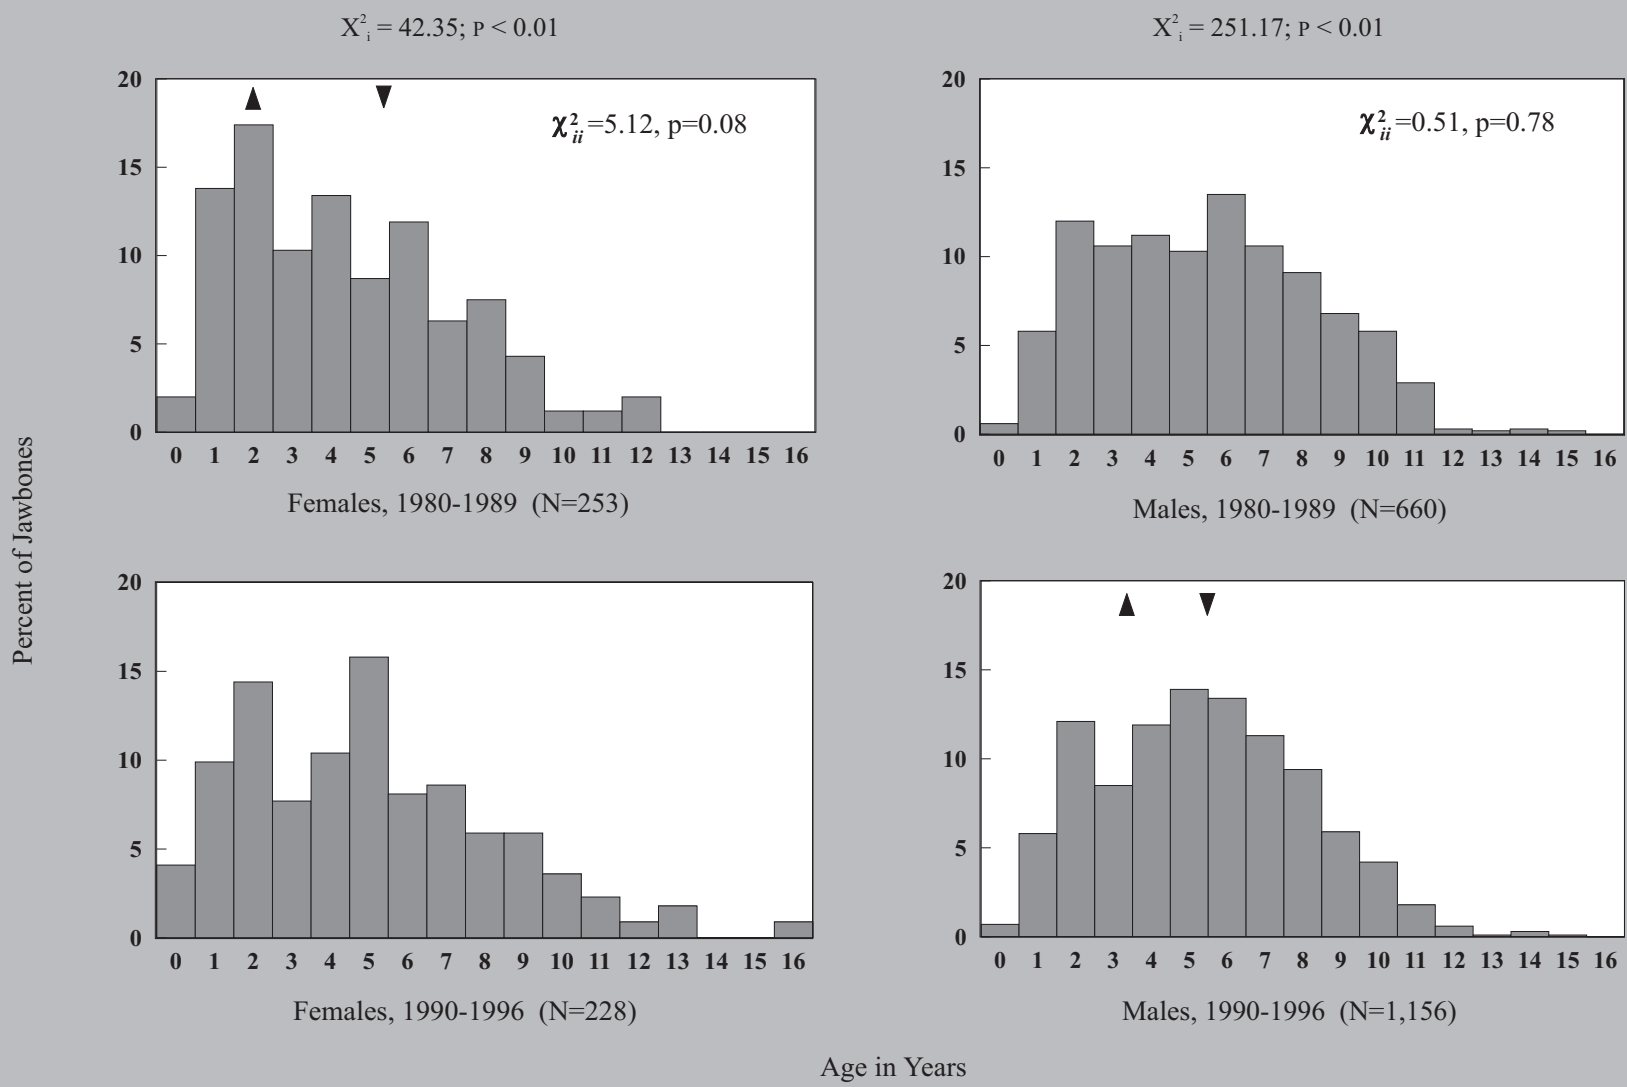 X²ᵢ = 42.35; P < 0.01
X²ᵢ = 251.17; P < 0.01
Percent of Jawbones
20
15
10
5
0
χ²ᵢᵢ=5.12, p=0.08
0 1 2 3 4 5 6 7 8 9 10 11 12 13 14 15 16
Females, 1980-1989 (N=253)
20
15
10
5
0
χ²ᵢᵢ=0.51, p=0.78
0 1 2 3 4 5 6 7 8 9 10 11 12 13 14 15 16
Males, 1980-1989 (N=660)
20
15
10
5
0
0 1 2 3 4 5 6 7 8 9 10 11 12 13 14 15 16
Females, 1990-1996 (N=228)
20
15
10
5
0
0 1 2 3 4 5 6 7 8 9 10 11 12 13 14 15 16
Males, 1990-1996 (N=1,156)
Age in Years